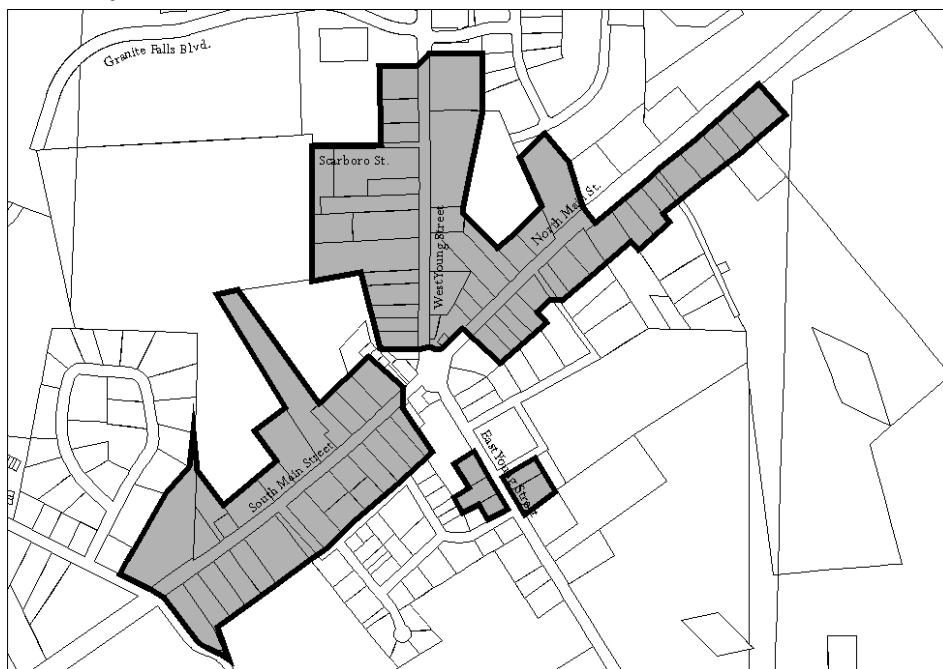 Granite Falls Blvd.
Scarboro St.
North Main St.
West Young Street
South Main Street
East Young Street